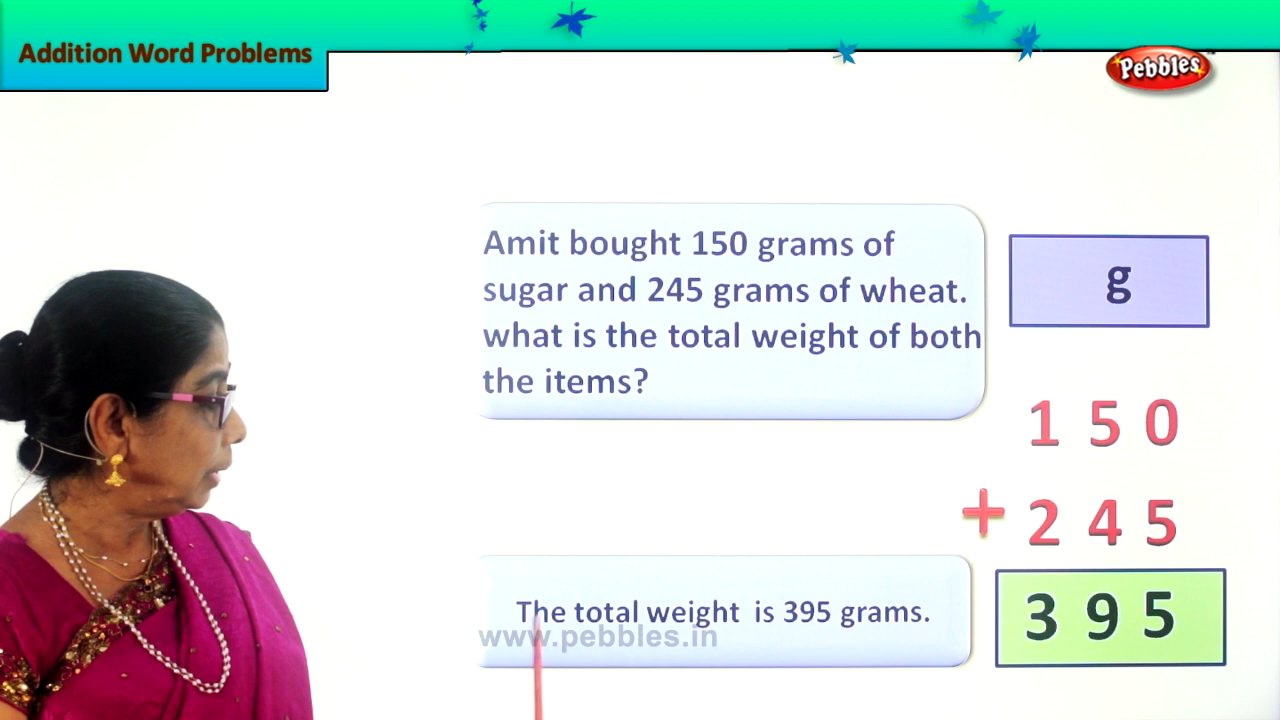 Addition Word Problems
Pebbles
Amit bought 150 grams of
sugar and 245 grams of wheat.
what is the total weight of both
the items?
g
1 5 0
+ 2 4 5
3 9 5
The total weight is 395 grams.
www.pebbles.in